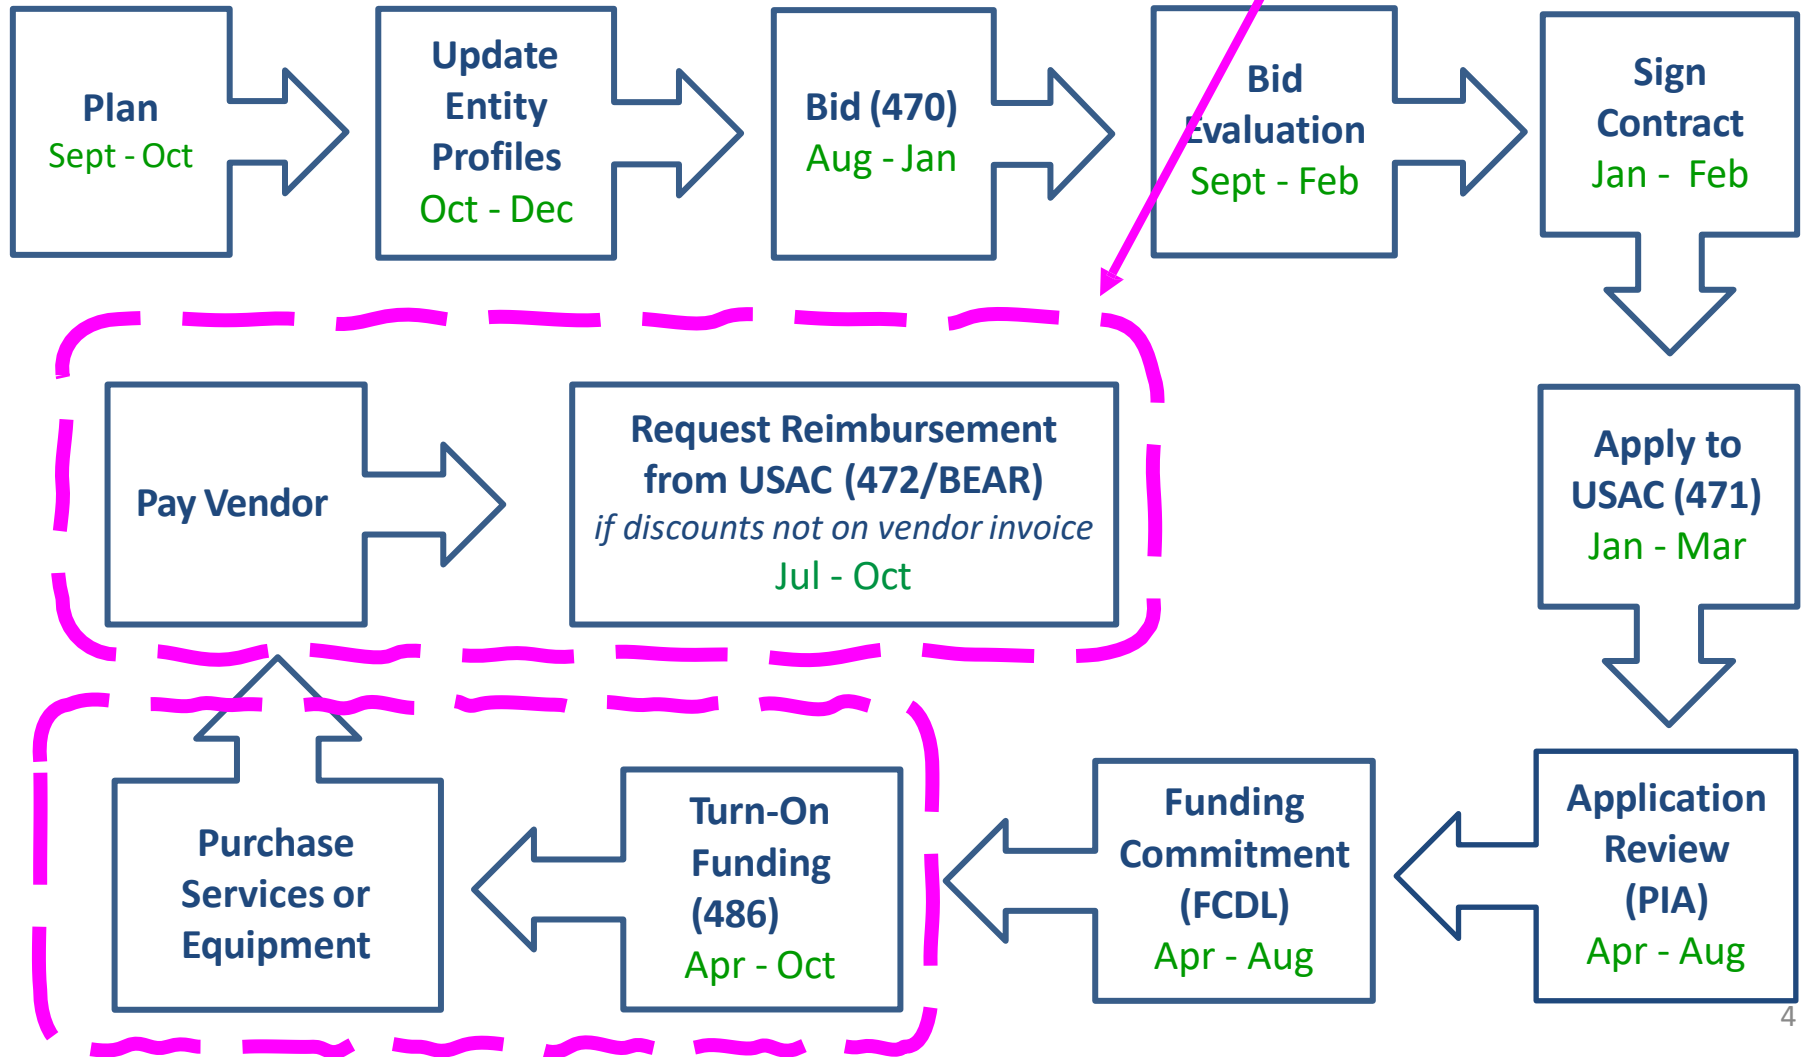 Plan
Sept - Oct
Update
Entity
Profiles
Oct - Dec
Bid (470)
Aug - Jan
Bid
Evaluation
Sept - Feb
Sign
Contract
Jan - Feb
Apply to
USAC (471)
Jan - Mar
Application
Review
(PIA)
Apr - Aug
Funding
Commitment
(FCDL)
Apr - Aug
Turn-On
Funding
(486)
Apr - Oct
Purchase
Services or
Equipment
Pay Vendor
Request Reimbursement
from USAC (472/BEAR)
if discounts not on vendor invoice
Jul - Oct
4